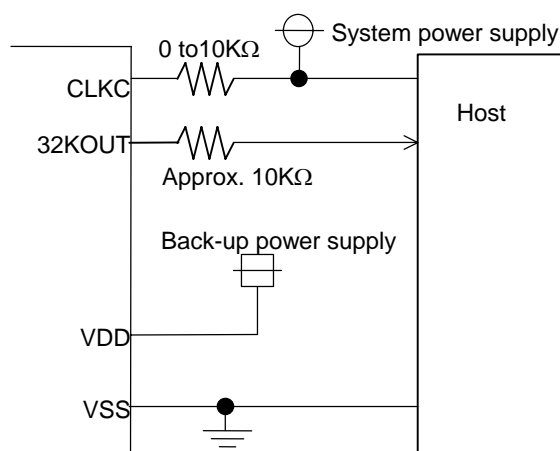 0 to10KΩ
System power supply
CLKC
Host
32KOUT
Approx. 10KΩ
Back-up power supply
VDD
VSS